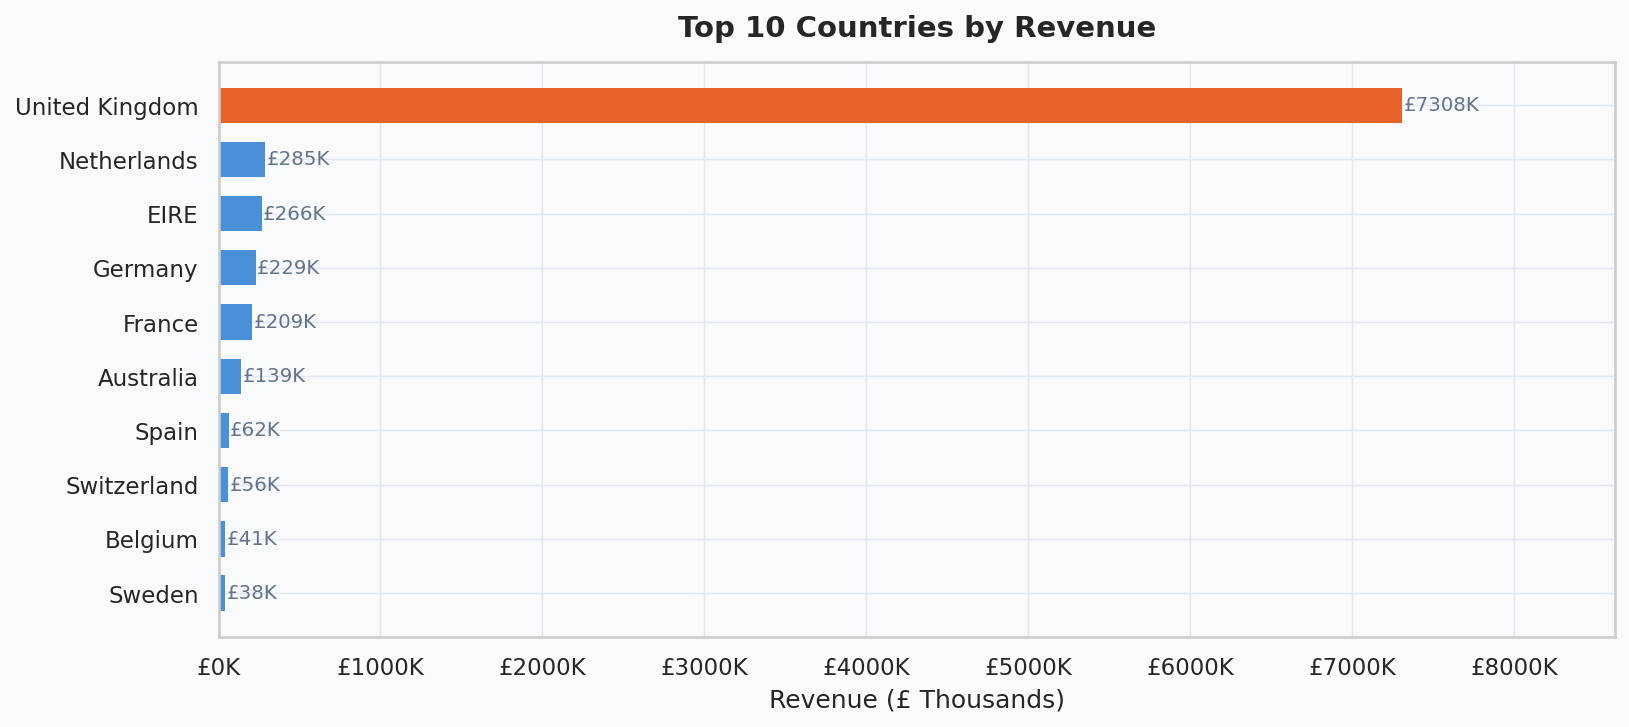 Top 10 Countries by Revenue
United Kingdom £7308K
Netherlands £285K
EIRE £266K
Germany £229K
France £209K
Australia £139K
Spain £62K
Switzerland £56K
Belgium £41K
Sweden £38K
£0K £1000K £2000K £3000K £4000K £5000K £6000K £7000K £8000K
Revenue (£ Thousands)